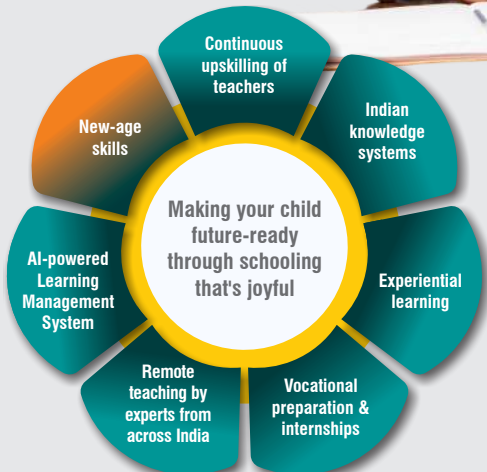 Continuous
upskilling of
teachers
Indian
knowledge
systems
Experiential
learning
Vocational
preparation &
internships
Remote
teaching by
experts from
across India
AI-powered
Learning
Management
System
New-age
skills
Making your child
future-ready
through schooling
that's joyful